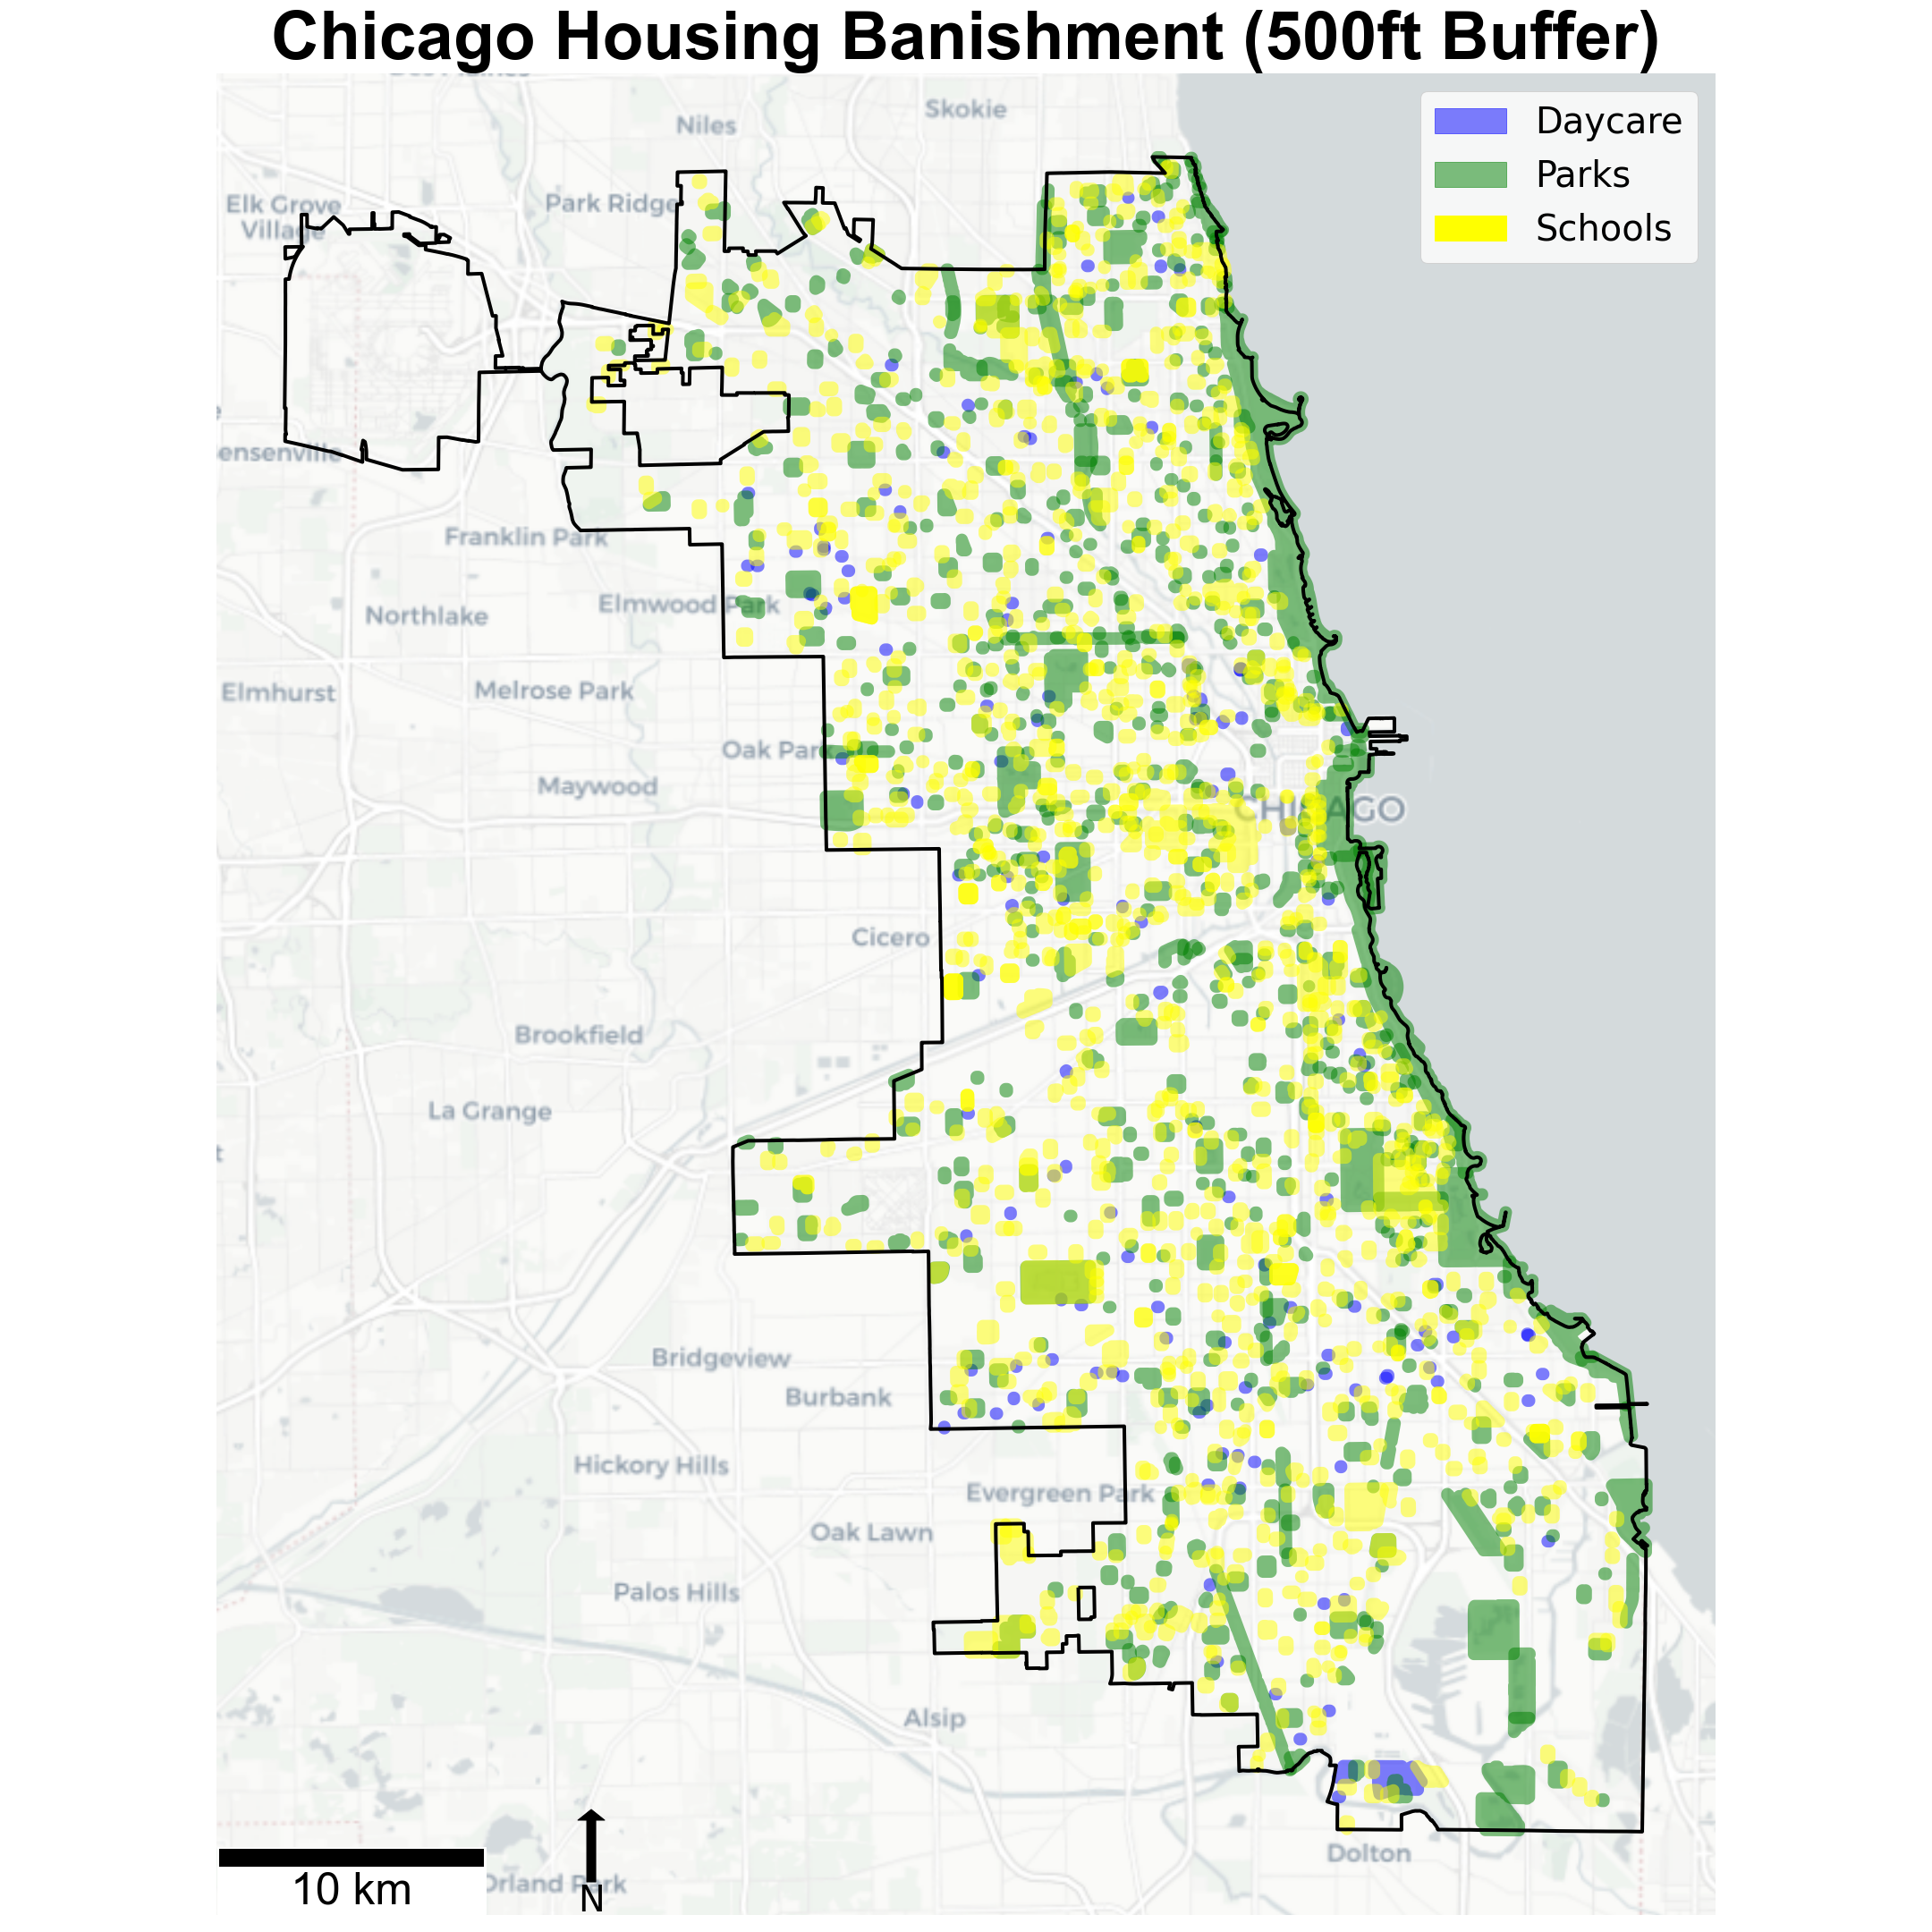 Chicago Housing Banishment (500ft Buffer)
Skokie
Niles
Daycare
Parks
Schools
Elk Grove
Village
Park Ridge
Franklin Park
Northlake
Elmwood Park
Elmhurst
Melrose Park
Oak Par
Maywood
CHICAGO
Cicero
Brookfield
La Grange
Bridgeview
Burbank
Hickory Hills
Evergreen Park
Oak Lawn
Palos Hills
Alsip
Dolton
10 km
N
Orland Park